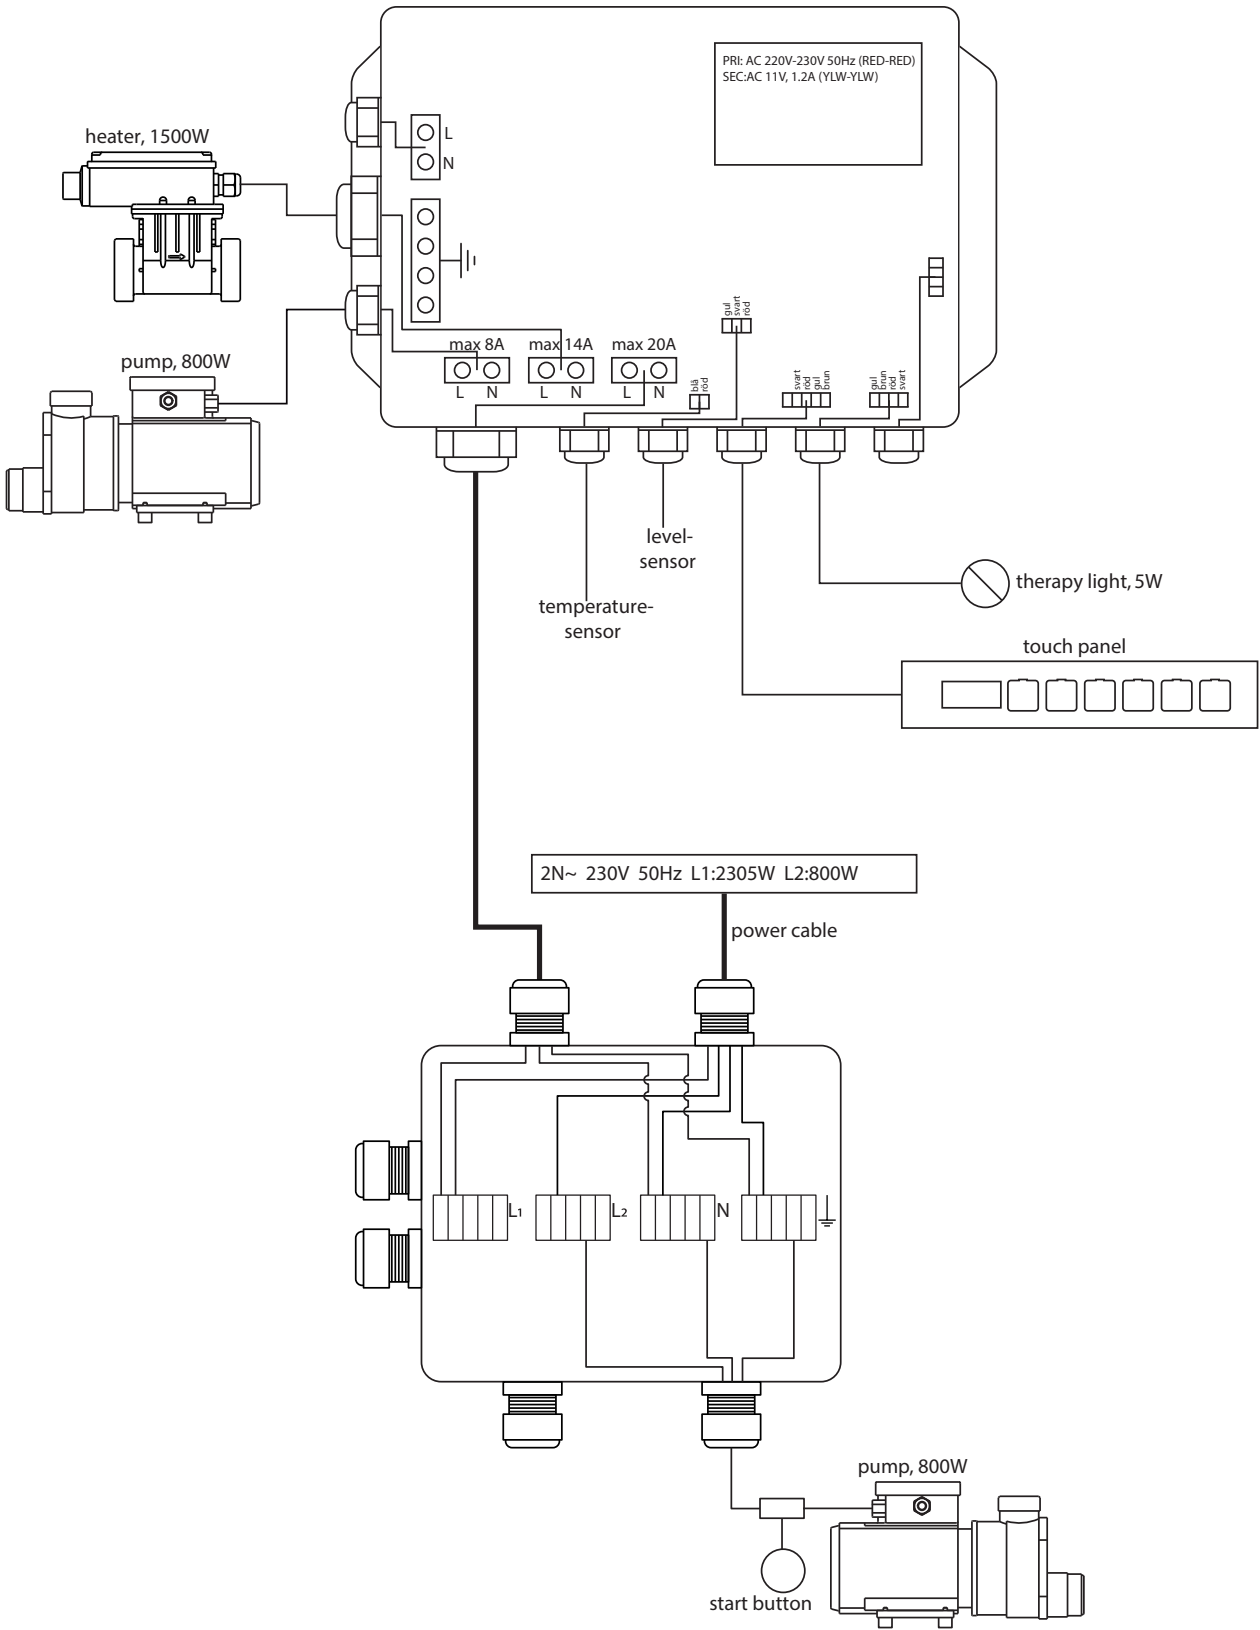 PRI: AC 220V-230V 50Hz (RED-RED)
SEC:AC 11V, 1.2A (YLW-YLW)
heater, 1500W
L
N
pump, 800W
max 8A
max 14A
max 20A
L
N
L
N
L
N
blå
röd
gul
svart
röd
svart
röd
gul
brun
gul
brun
röd
svart
level-
sensor
temperature-
sensor
therapy light, 5W
touch panel
2N~ 230V 50Hz L1:2305W L2:800W
power cable
L1
L2
N
pump, 800W
start button